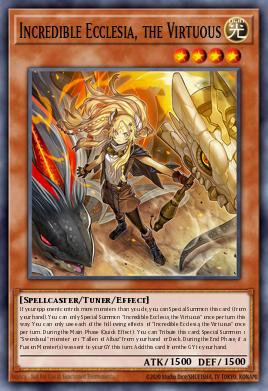 INCREDIBLE ECCLESIA, THE VIRTUOUS
光
[SPELLCASTER/TUNER/EFFECT]
If your opponent controls more monsters than you do, you can Special Summon this card (from
your hand). You can only Special Summon "Incredible Ecclesia, the Virtuous" once per turn this
way. You can only use each of the following effects of "Incredible Ecclesia, the Virtuous" once
per turn. During the Main Phase (Quick Effect): You can Tribute this card; Special Summon 1
"Swordsoul" monster or 1 "Fallen of Albaz" from your hand or Deck. During the End Phase, if a
Fusion Monster(s) was sent to your GY this turn: Add this card from the GY to your hand.
ATK/1500 DEF/1500
©2020 Studio Dice/SHUEISHA, TV TOKYO, KONAMI